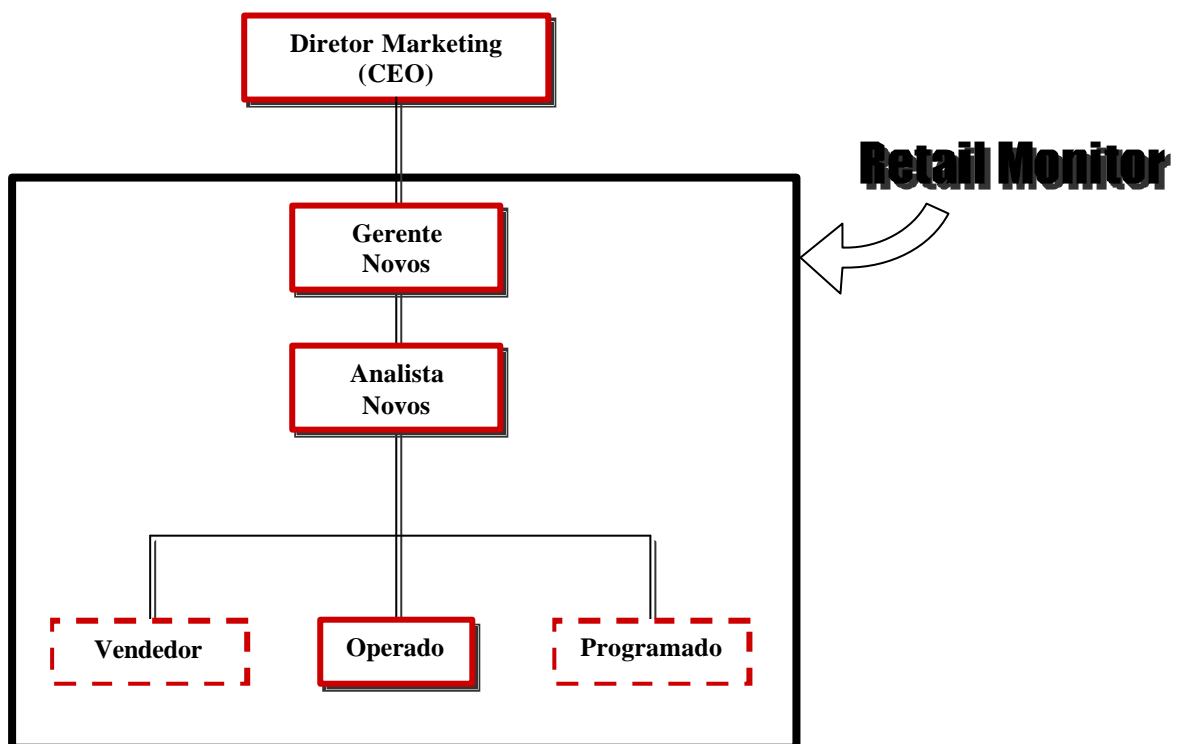 Diretor Marketing
(CEO)
Retail Monitor
Gerente
Novos
Analista
Novos
Vendedor
Operado
Programado